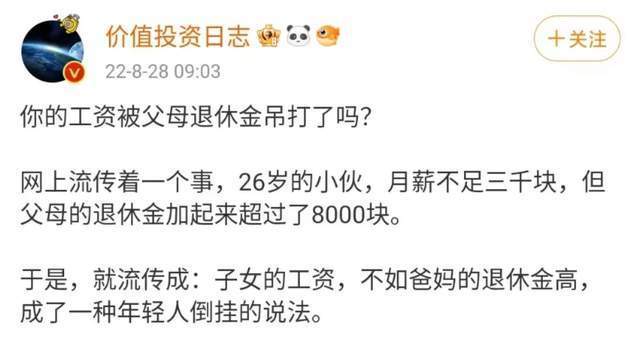 价值投资日志
22-8-28 09:03
+关注
你的工资被父母退休金吊打了吗？
网上流传着一个事，26岁的小伙，月薪不足三千块，但
父母的退休金加起来超过了8000块。
于是，就流传成：子女的工资，不如爸妈的退休金高，
成了一种年轻人倒挂的说法。